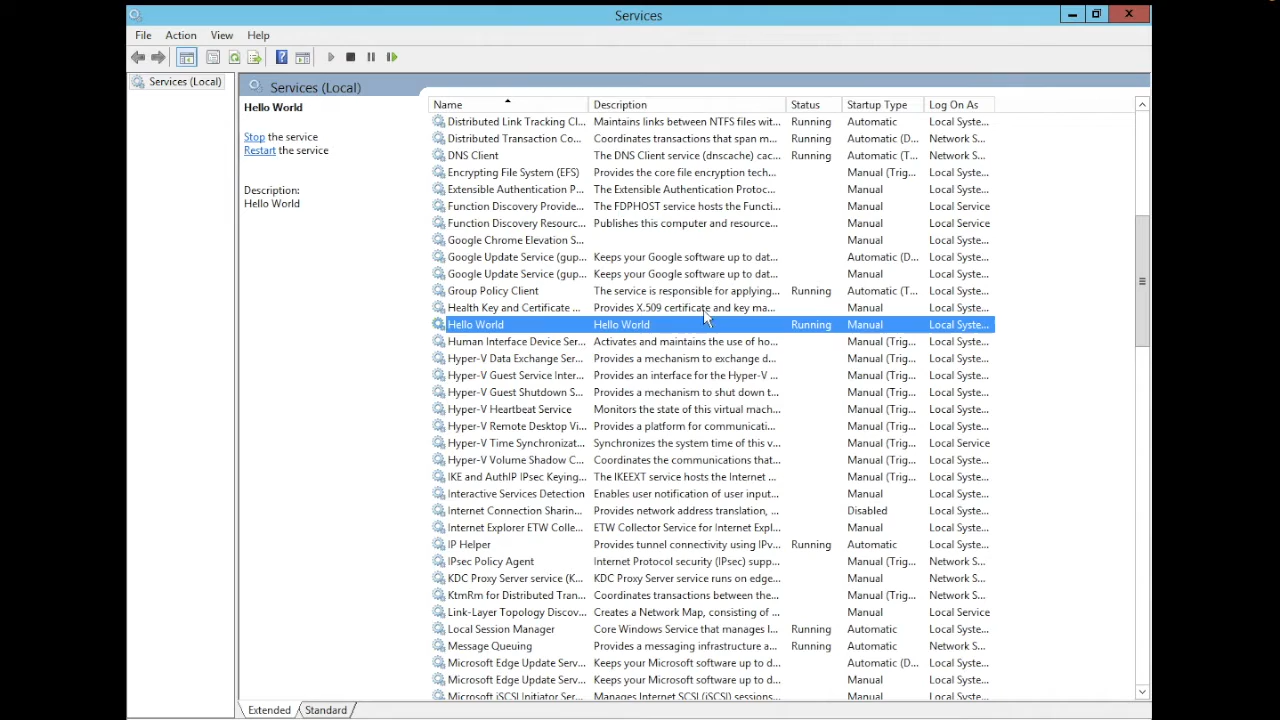 Services
File Action View Help
Services (Local)
Services (Local)
Hello World
Stop the service
Restart the service
Description:
Hello World
Name Description Status Startup Type Log On As
Distributed Link Tracking Cl... Maintains links between NTFS files wit... Running Automatic Local Syste...
Distributed Transaction Co... Coordinates transactions that span m... Running Automatic (D... Network S...
DNS Client The DNS Client service (dnscache) cac... Running Automatic (T... Network S...
Encrypting File System (EFS) Provides the core file encryption tech... Manual (Trig... Local Syste...
Extensible Authentication P... The Extensible Authentication Protoc... Manual Local Syste...
Function Discovery Provide... The FDPHOST service hosts the Functi... Manual Local Service
Function Discovery Resourc... Publishes this computer and resource... Manual Local Service
Google Chrome Elevation S... Manual Local Syste...
Google Update Service (gup... Keeps your Google software up to dat... Automatic (D... Local Syste...
Google Update Service (gup... Keeps your Google software up to dat... Manual Local Syste...
Group Policy Client The service is responsible for applying... Running Automatic (T... Local Syste...
Health Key and Certificate ... Provides X.509 certificate and key ma... Manual Local Syste...
Hello World Hello World Running Manual Local Syste...
Human Interface Device Ser... Activates and maintains the use of ho... Manual (Trig... Local Syste...
Hyper-V Data Exchange Ser... Provides a mechanism to exchange d... Manual (Trig... Local Syste...
Hyper-V Guest Service Inter... Provides an interface for the Hyper-V ... Manual (Trig... Local Syste...
Hyper-V Guest Shutdown S... Provides a mechanism to shut down t... Manual (Trig... Local Syste...
Hyper-V Heartbeat Service Monitors the state of this virtual mach... Manual (Trig... Local Syste...
Hyper-V Remote Desktop Vi... Provides a platform for communicati... Manual (Trig... Local Syste...
Hyper-V Time Synchronizat... Synchronizes the system time of this v... Manual (Trig... Local Service
Hyper-V Volume Shadow C... Coordinates the communications that... Manual (Trig... Local Syste...
IKE and AuthIP IPsec Keying... The IKEEXT service hosts the Internet ... Manual (Trig... Local Syste...
Interactive Services Detection Enables user notification of user input... Manual Local Syste...
Internet Connection Sharin... Provides network address translation, ... Disabled Local Syste...
Internet Explorer ETW Colle... ETW Collector Service for Internet Expl... Manual Local Syste...
IP Helper Provides tunnel connectivity using IPv... Running Automatic Local Syste...
IPsec Policy Agent Internet Protocol security (IPsec) supp... Manual (Trig... Network S...
KDC Proxy Server service (K... KDC Proxy Server service runs on edge... Manual Network S...
KtmRm for Distributed Tran... Coordinates transactions between the... Manual (Trig... Network S...
Link-Layer Topology Discov... Creates a Network Map, consisting of ... Manual Local Service
Local Session Manager Core Windows Service that manages l... Running Automatic Local Syste...
Message Queuing Provides a messaging infrastructure a... Running Automatic Network S...
Microsoft Edge Update Serv... Keeps your Microsoft software up to d... Automatic (D... Local Syste...
Microsoft Edge Update Serv... Keeps your Microsoft software up to d... Manual Local Syste...
Microsoft iSCSI Initiator Ser... Manages Internet SCSI (iSCSI) sessions... Manual Local Syste...
Extended Standard